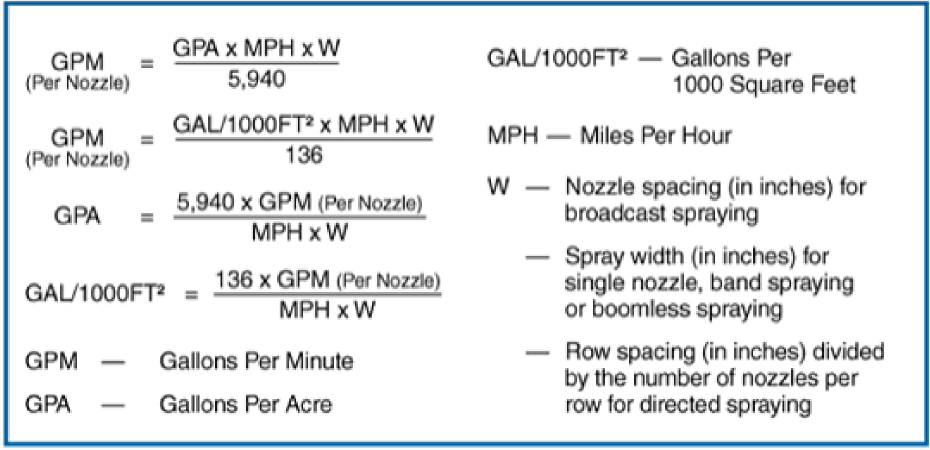 GPM (Per Nozzle) = GPA x MPH x W / 5,940
GPM (Per Nozzle) = GAL/1000FT² x MPH x W / 136
GPA = 5,940 x GPM (Per Nozzle) / MPH x W
GAL/1000FT² = 136 x GPM (Per Nozzle) / MPH x W
GPM — Gallons Per Minute
GPA — Gallons Per Acre
GAL/1000FT² — Gallons Per
1000 Square Feet
MPH — Miles Per Hour
W — Nozzle spacing (in inches) for
broadcast spraying
— Spray width (in inches) for
single nozzle, band spraying
or boomless spraying
— Row spacing (in inches) divided
by the number of nozzles per
row for directed spraying